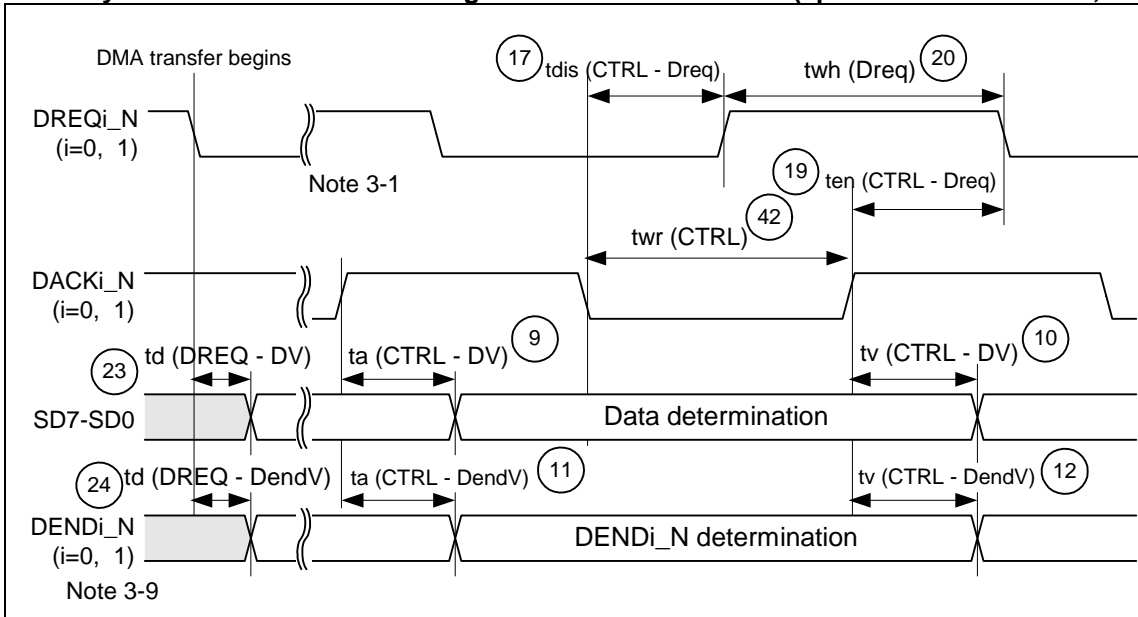 DMA transfer begins
17
tdis (CTRL - Dreq)
twh (Dreq)
20
DREQi_N
(i=0, 1)
Note 3-1
19
ten (CTRL - Dreq)
42
twr (CTRL)
DACKi_N
(i=0, 1)
23
td (DREQ - DV)
ta (CTRL - DV)
9
tv (CTRL - DV)
10
SD7-SD0
Data determination
24
td (DREQ - DendV)
ta (CTRL - DendV)
11
tv (CTRL - DendV)
12
DENDi_N
(i=0, 1)
DENDi_N determination
Note 3-9